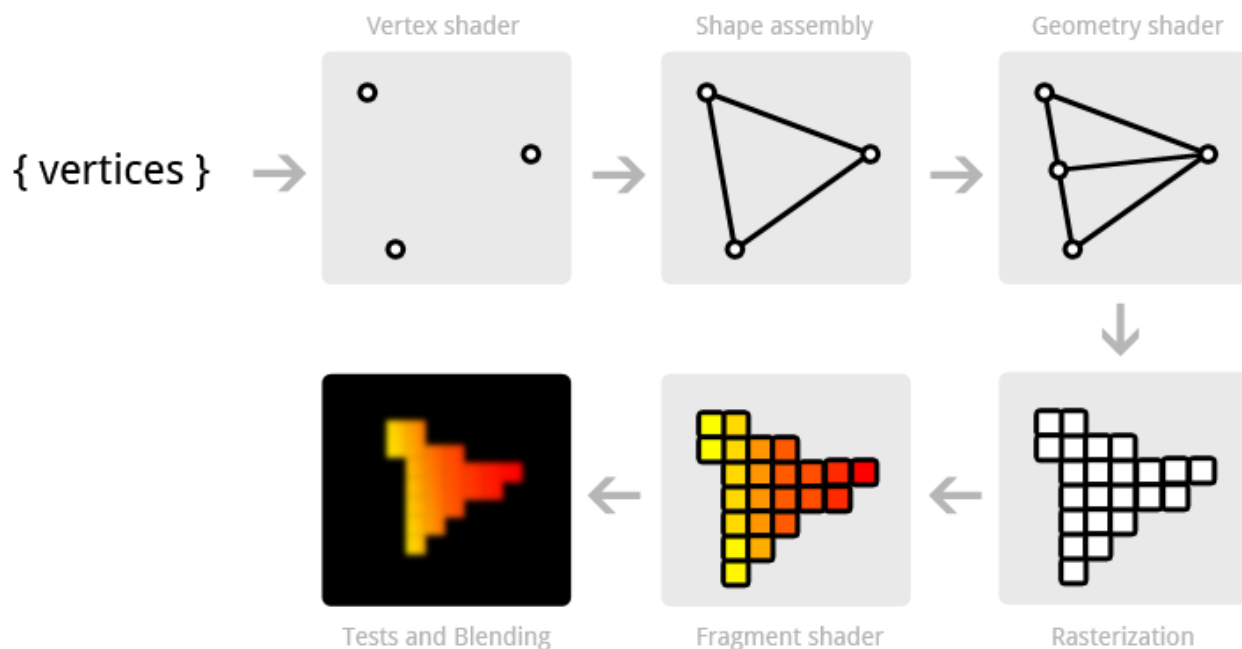 Vertex shader
Shape assembly
Geometry shader
{ vertices }
Tests and Blending
Fragment shader
Rasterization